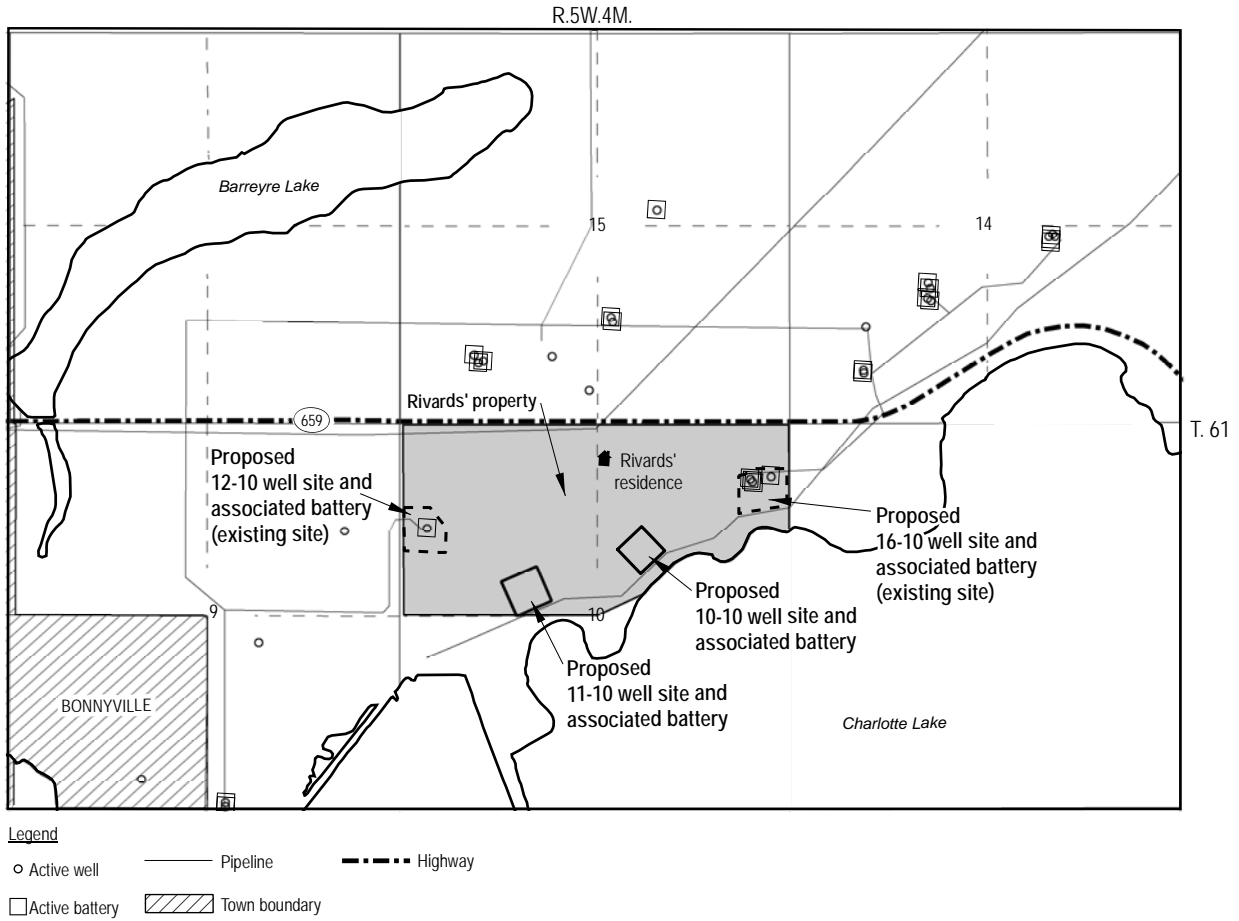 R.5W.4M.
Barreyre Lake
15
14
Rivards' property
659
T. 61
Proposed
12-10 well site and
associated battery
(existing site)
Rivards'
residence
Proposed
16-10 well site and
associated battery
(existing site)
Proposed
10-10 well site and
associated battery
9
10
Proposed
11-10 well site and
associated battery
BONNYVILLE
Charlotte Lake
Legend
Active well
Pipeline
Highway
Active battery
Town boundary